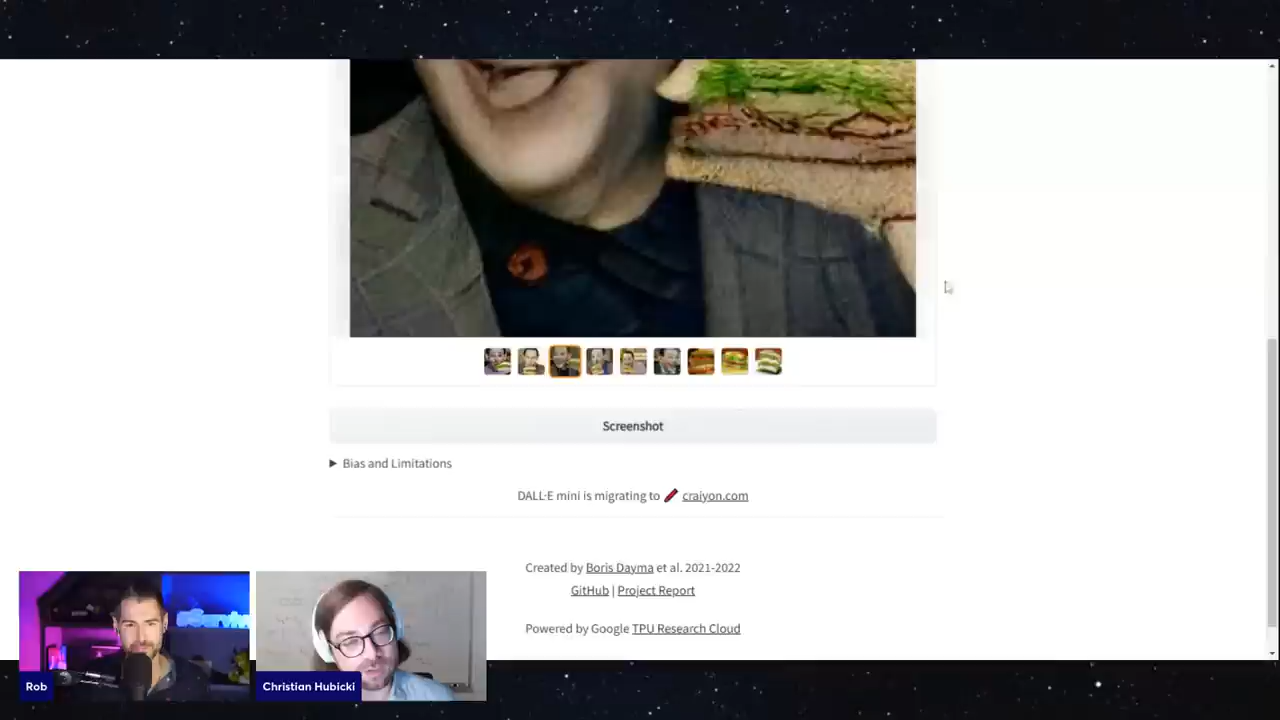 Screenshot
▶ Bias and Limitations
DALL·E mini is migrating to 🖍 craiyon.com
Created by Boris Dayma et al. 2021-2022
GitHub | Project Report
Powered by Google TPU Research Cloud
Rob
Christian Hubicki